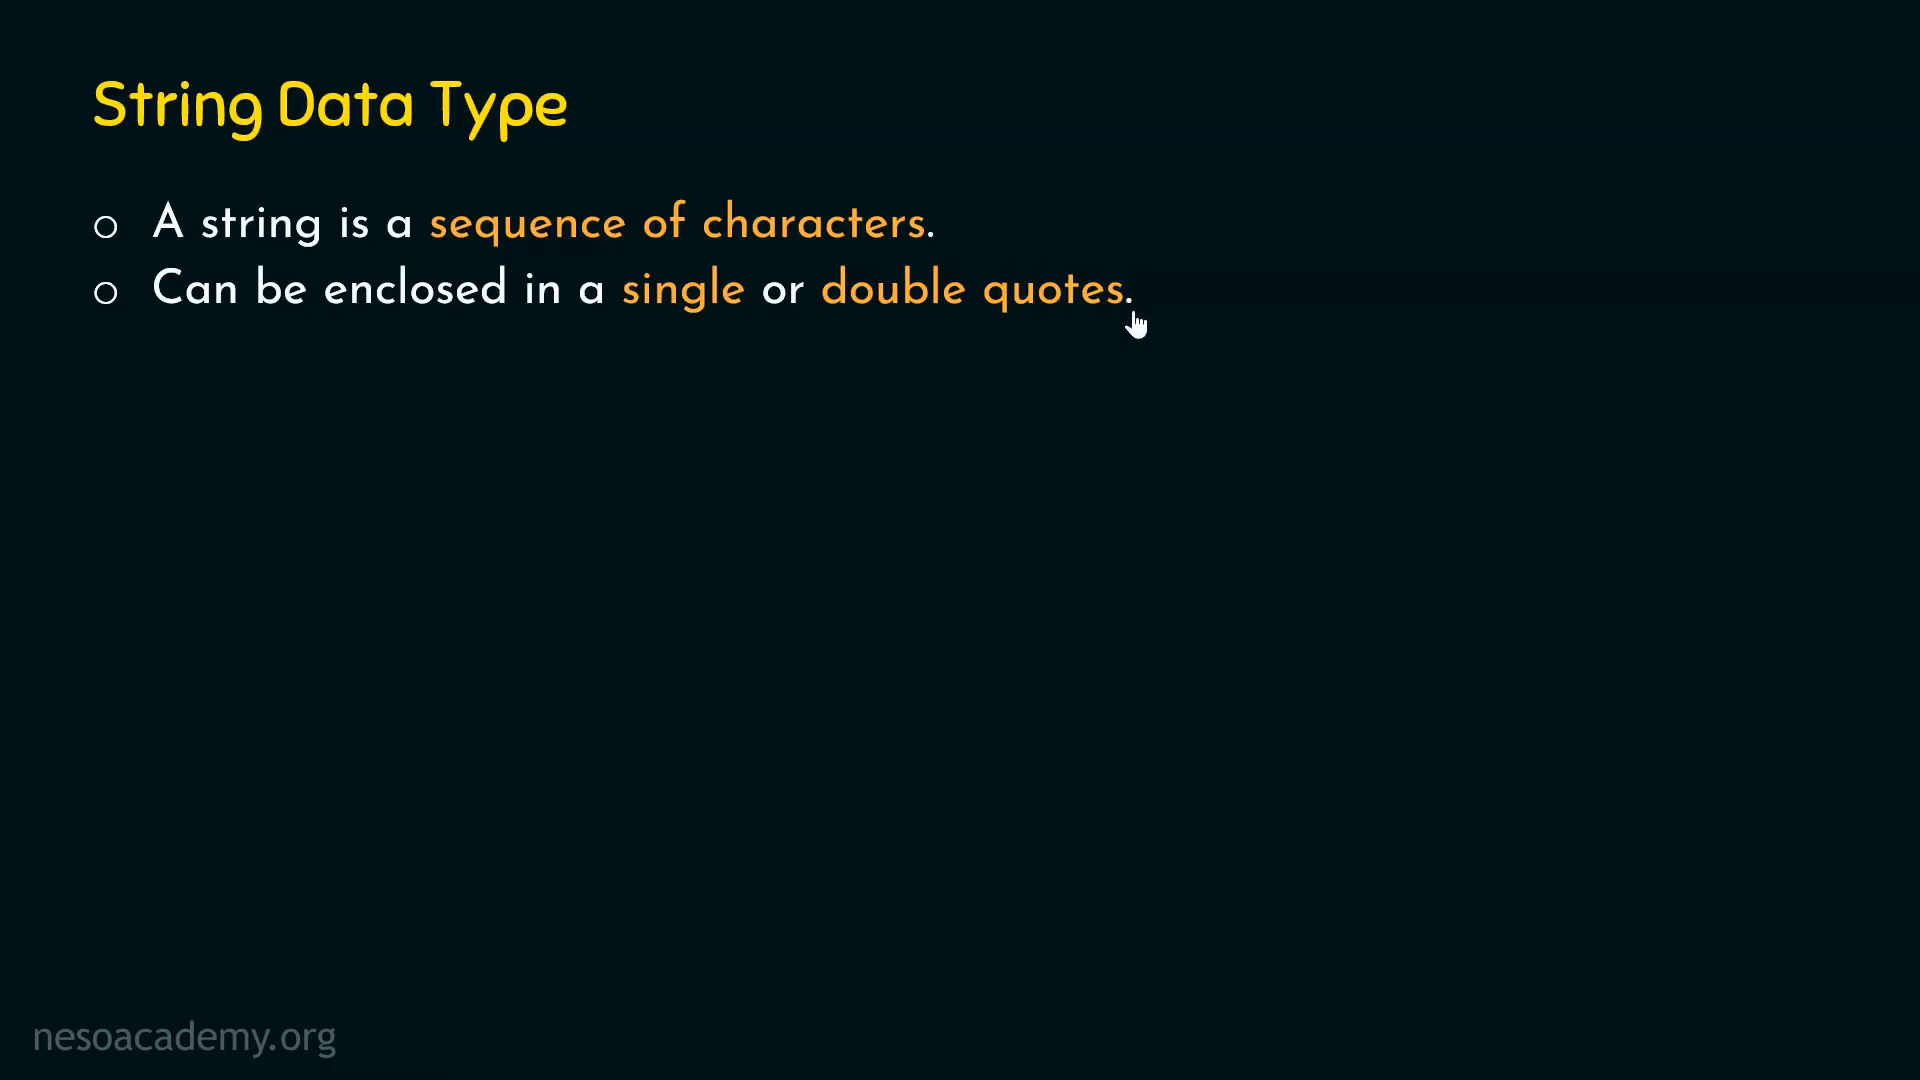 String Data Type
○ A string is a sequence of characters.
○ Can be enclosed in a single or double quotes.
nesoacademy.org